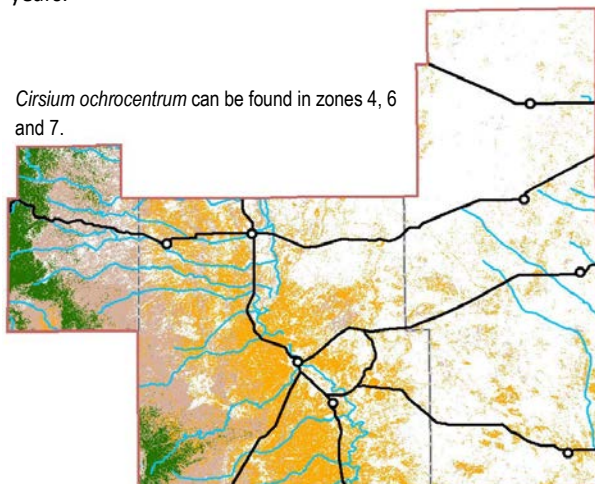 years.
Cirsium ochrocentrum can be found in zones 4, 6
and 7.